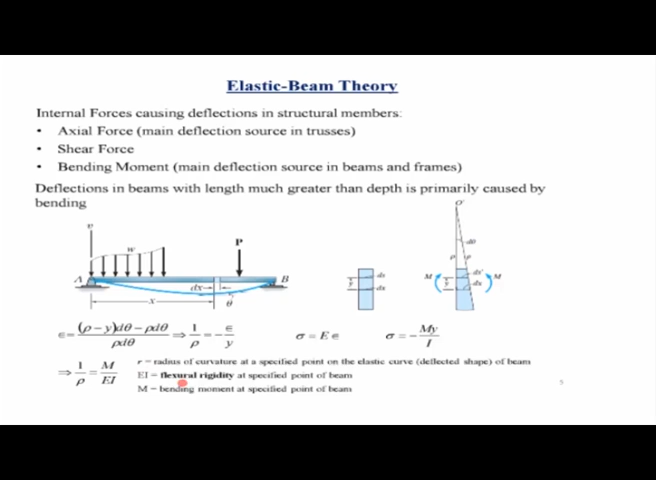 Elastic-Beam Theory
Internal Forces causing deflections in structural members:
• Axial Force (main deflection source in trusses)
• Shear Force
• Bending Moment (main deflection source in beams and frames)
Deflections in beams with length much greater than depth is primarily caused by
bending
O'
v
w
P
dθ
A
B
dx
x
θ
y
ds
dx
ρ
ρ
M
M
y
ds'
dx
∈= (ρ−y)dθ−ρdθ / ρdθ ⇒ 1/ρ = −∈/y
σ = E∈
σ = −My/I
⇒ 1/ρ = M/EI
r = radius of curvature at a specified point on the elastic curve (deflected shape) of beam
EI = flexural rigidity at specified point of beam
M = bending moment at specified point of beam
5